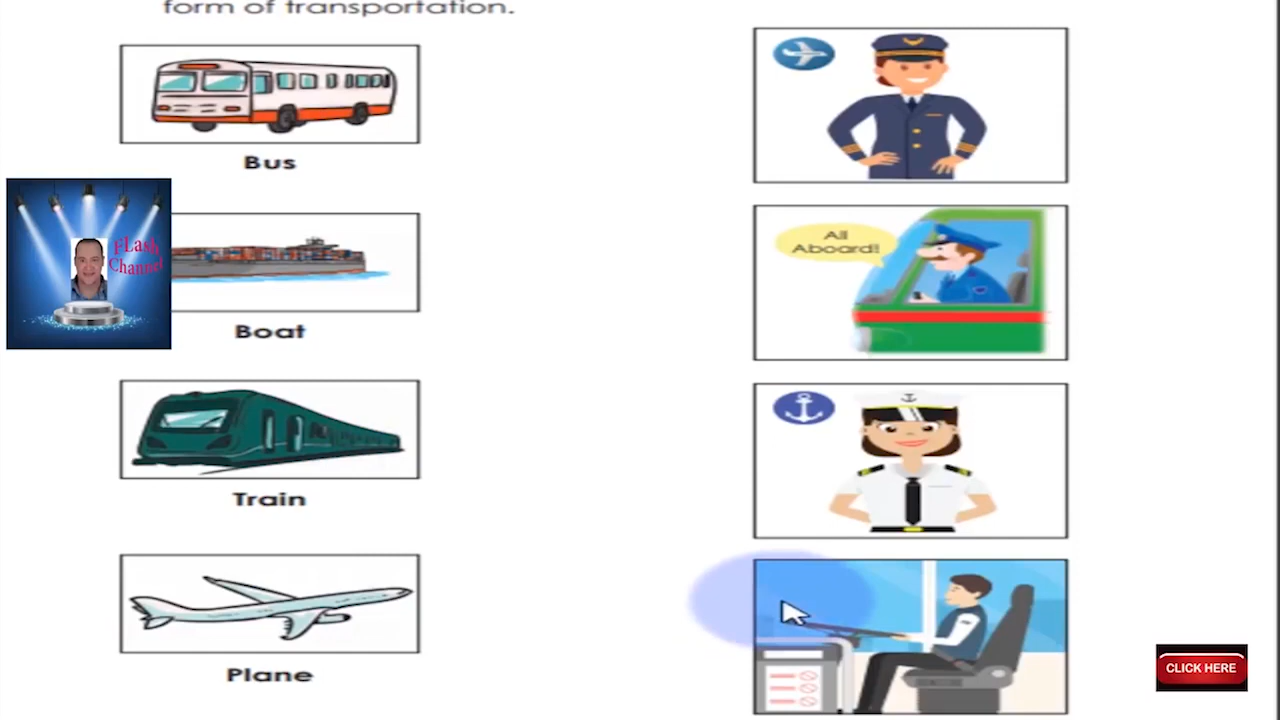 form of transportation.
Bus
FLash
Channel
Boat
Train
Plane
All
Aboard!
CLICK HERE